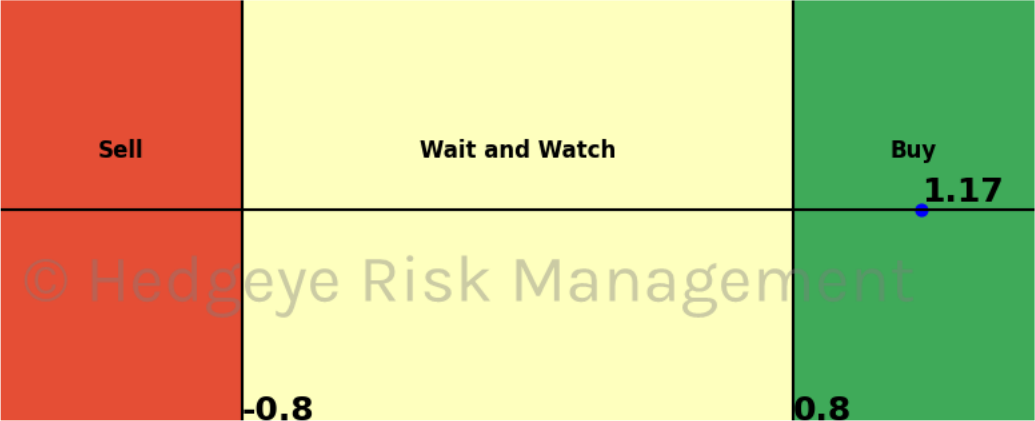 Sell
Wait and Watch
Buy
1.17
© Hedgeye Risk Management
-0.8
0.8